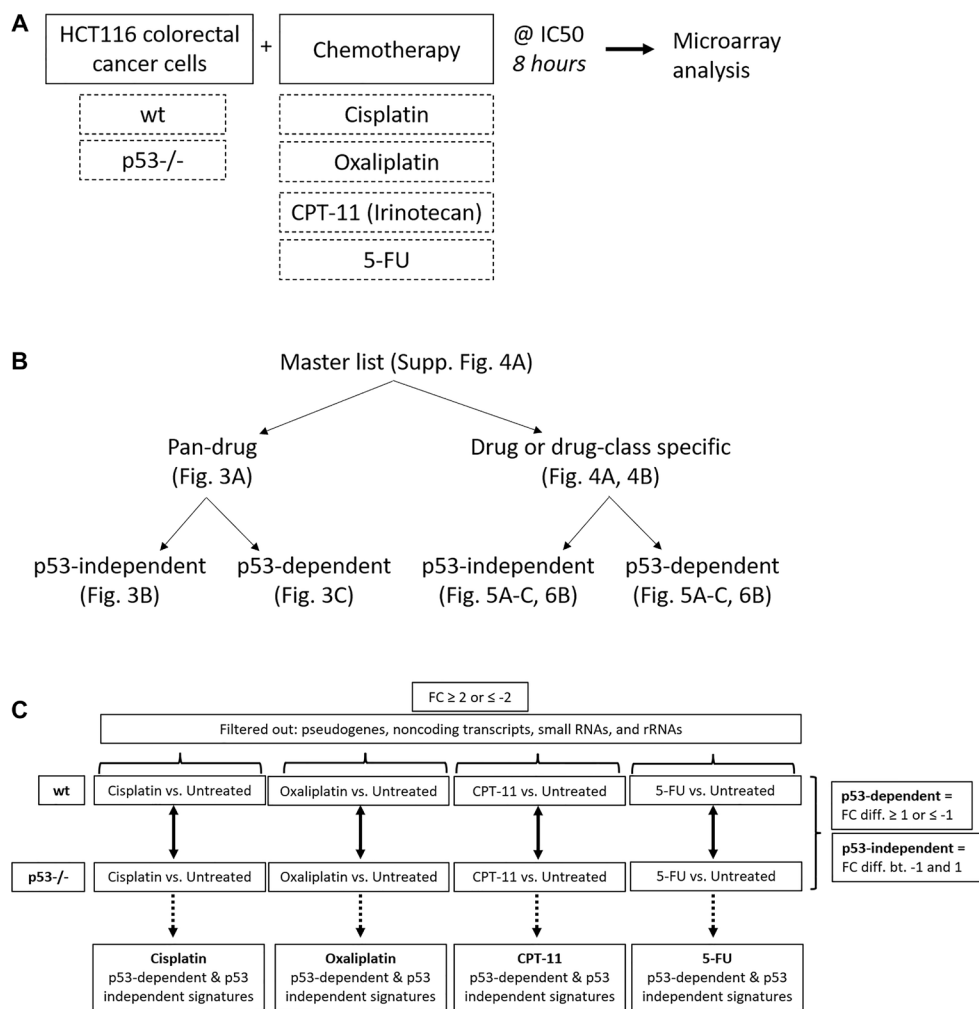 A
HCT116 colorectal
cancer cells
+
Chemotherapy
@ IC50
8 hours
Microarray
analysis
wt
p53-/-
Cisplatin
Oxaliplatin
CPT-11 (Irinotecan)
5-FU
B
Master list (Supp. Fig. 4A)
Pan-drug
(Fig. 3A)
Drug or drug-class specific
(Fig. 4A, 4B)
p53-independent
(Fig. 3B)
p53-dependent
(Fig. 3C)
p53-independent
(Fig. 5A-C, 6B)
p53-dependent
(Fig. 5A-C, 6B)
C
FC ≥ 2 or ≤ -2
Filtered out: pseudogenes, noncoding transcripts, small RNAs, and rRNAs
wt
Cisplatin vs. Untreated
Oxaliplatin vs. Untreated
CPT-11 vs. Untreated
5-FU vs. Untreated
p53-dependent =
FC diff. ≥ 1 or ≤ -1
p53-independent =
FC diff. bt. -1 and 1
p53-/-
Cisplatin vs. Untreated
Oxaliplatin vs. Untreated
CPT-11 vs. Untreated
5-FU vs. Untreated
Cisplatin
p53-dependent & p53
independent signatures
Oxaliplatin
p53-dependent & p53
independent signatures
CPT-11
p53-dependent & p53
independent signatures
5-FU
p53-dependent & p53
independent signatures